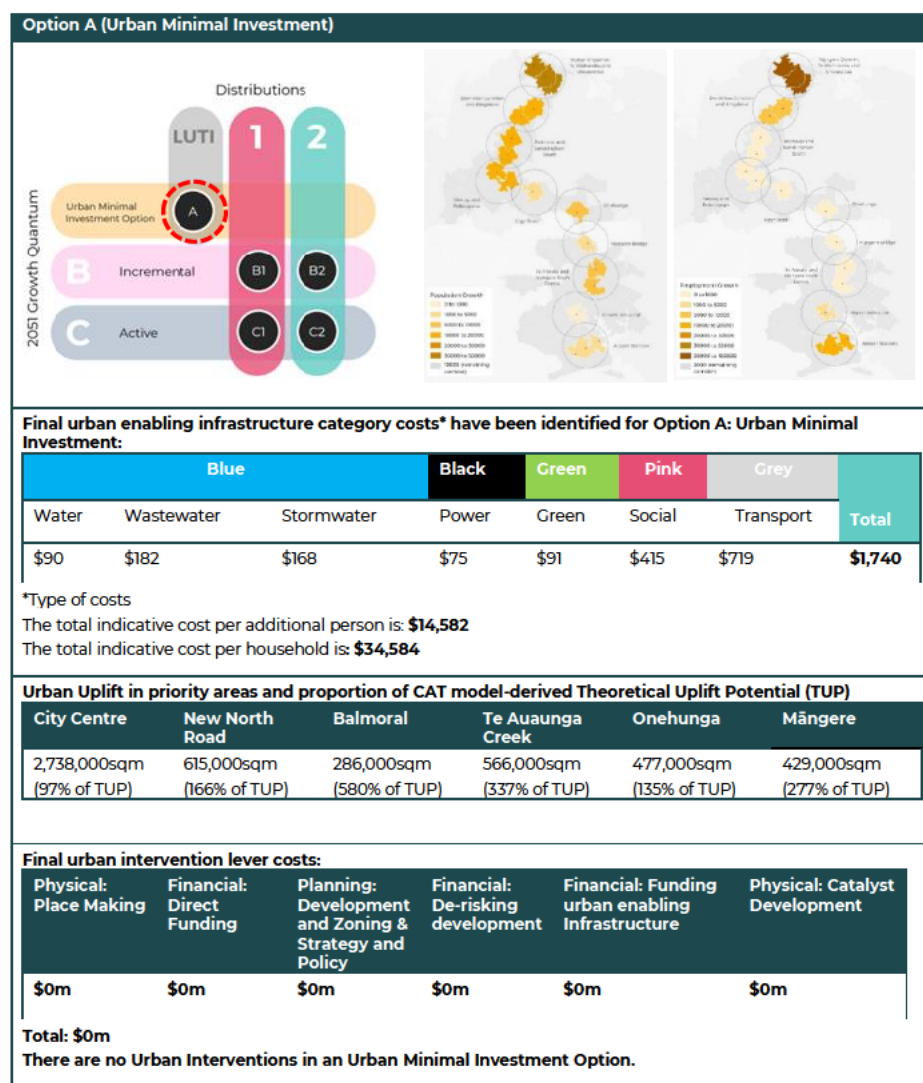 Option A (Urban Minimal Investment)
Distributions
LUTI
1
2
2051 Growth Quantum
Urban Minimal
Investment Option
A
B
Incremental
B1
B2
C
Active
C1
C2
Population Growth
Employment Growth
Onehunga
Final urban enabling infrastructure category costs* have been identified for Option A: Urban Minimal
Investment:
Blue Black Green Pink Grey
Water Wastewater Stormwater Power Green Social Transport Total
$90 $182 $168 $75 $91 $415 $719 $1,740
*Type of costs
The total indicative cost per additional person is: $14,582
The total indicative cost per household is: $34,584
Urban Uplift in priority areas and proportion of CAT model-derived Theoretical Uplift Potential (TUP)
City Centre New North Balmoral Te Auaunga Onehunga Māngere
Road Creek
2,738,000sqm 615,000sqm 286,000sqm 566,000sqm 477,000sqm 429,000sqm
(97% of TUP) (166% of TUP) (580% of TUP) (337% of TUP) (135% of TUP) (277% of TUP)
Final urban intervention lever costs:
Physical: Financial: Planning: Financial: Financial: Funding Physical: Catalyst
Place Making Direct Development De-risking urban enabling Development
Funding and Zoning & development Infrastructure
Strategy and
Policy
$0m $0m $0m $0m $0m $0m
Total: $0m
There are no Urban Interventions in an Urban Minimal Investment Option.